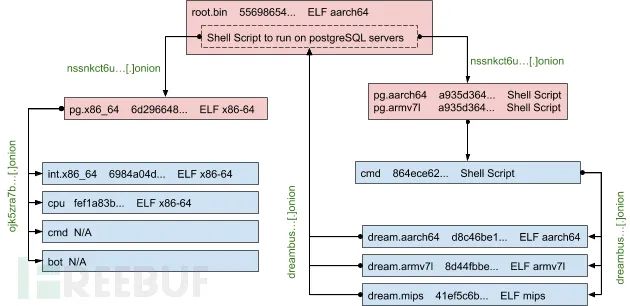 root.bin 55698654... ELF aarch64
Shell Script to run on postgreSQL servers
nssnkct6u...[.]onion
nssnkct6u...[.]onion
pg.x86_64 6d296648... ELF x86-64
pg.aarch64 a935d364... Shell Script
pg.armv7l a935d364... Shell Script
ojk5zra7b...[.]onion
int.x86_64 6984a04d... ELF x86-64
cpu fef1a83b... ELF x86-64
cmd N/A
bot N/A
cmd 864ece62... Shell Script
dreambus...[.]onion
dream.aarch64 d8c46be1... ELF aarch64
dream.armv7l 8d44fbbe... ELF armv7l
dream.mips 41ef5c6b... ELF mips
dreambus...[.]onion
FREEBUF